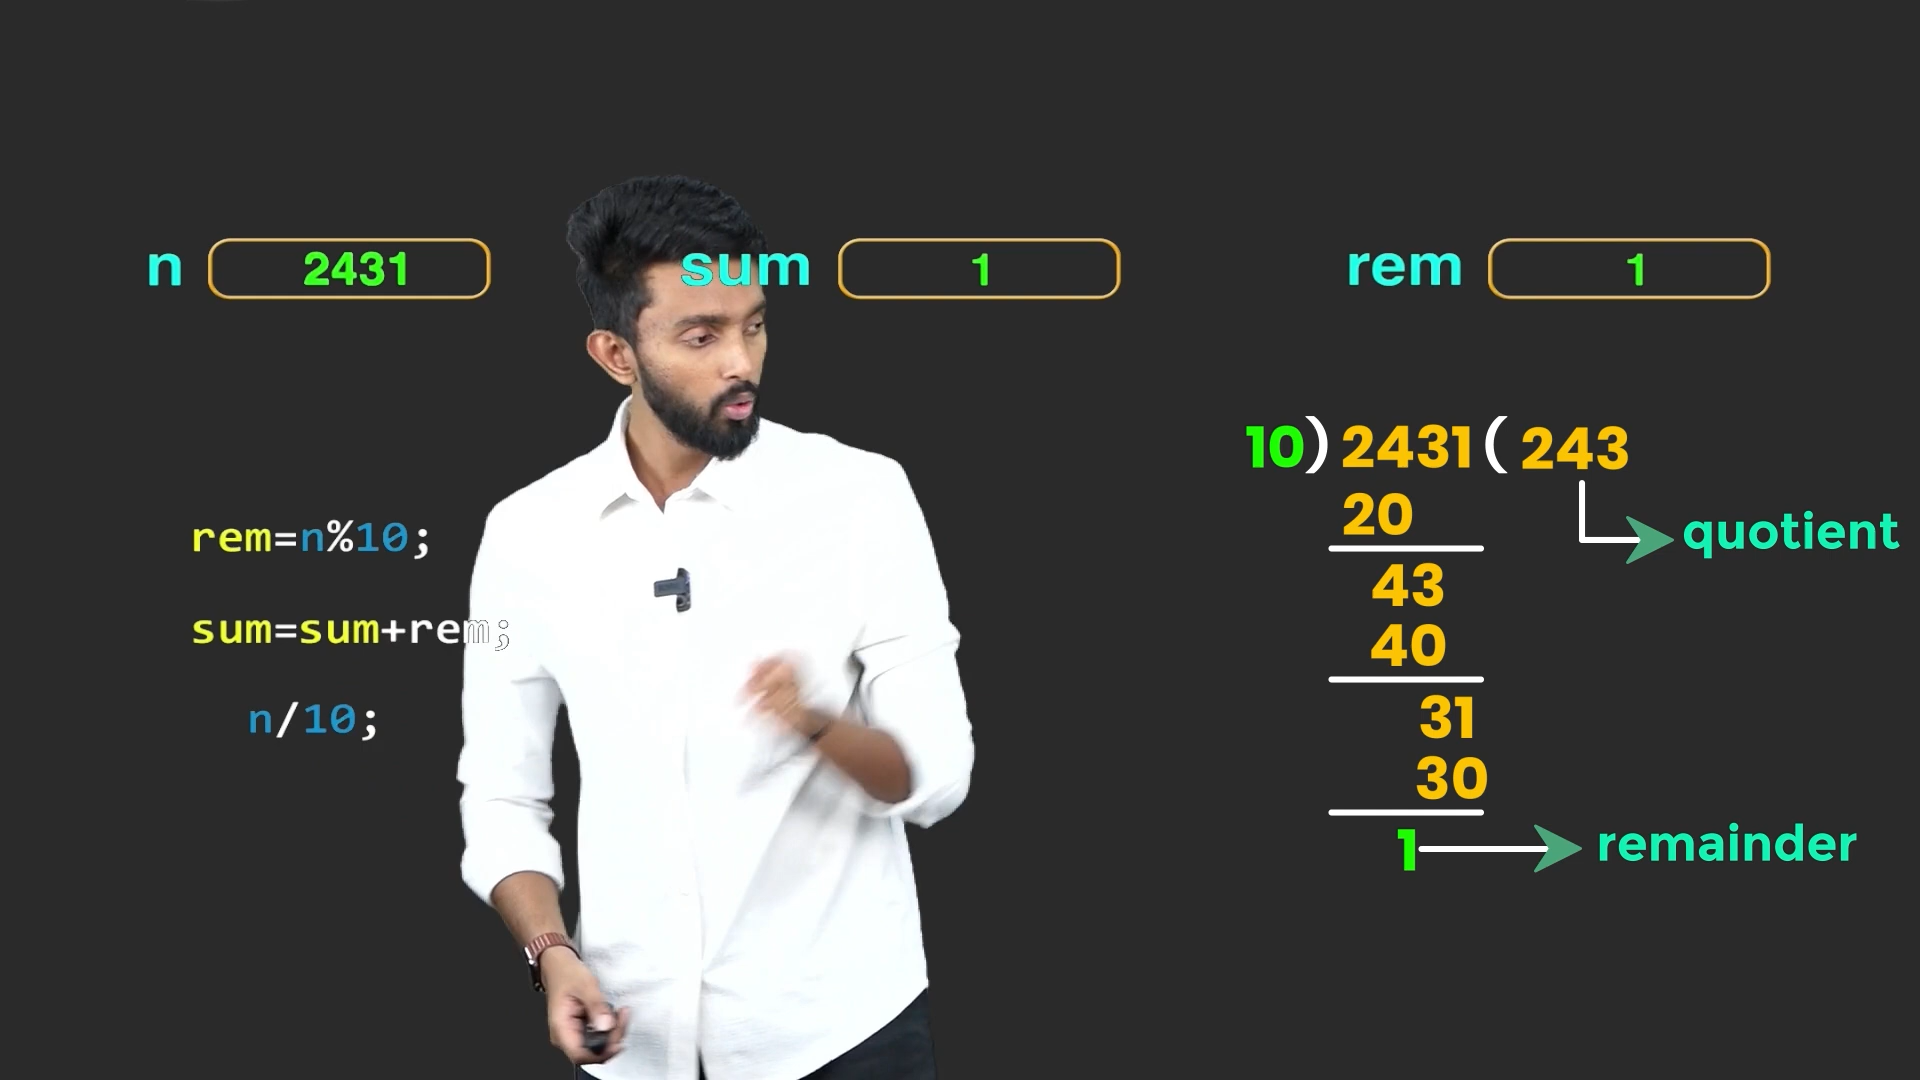 n 2431 sum 1 rem 1
rem=n%10;
sum=sum+rem;
n/10;
10) 2431 ( 243
quotient
20
43
40
31
30
1 remainder